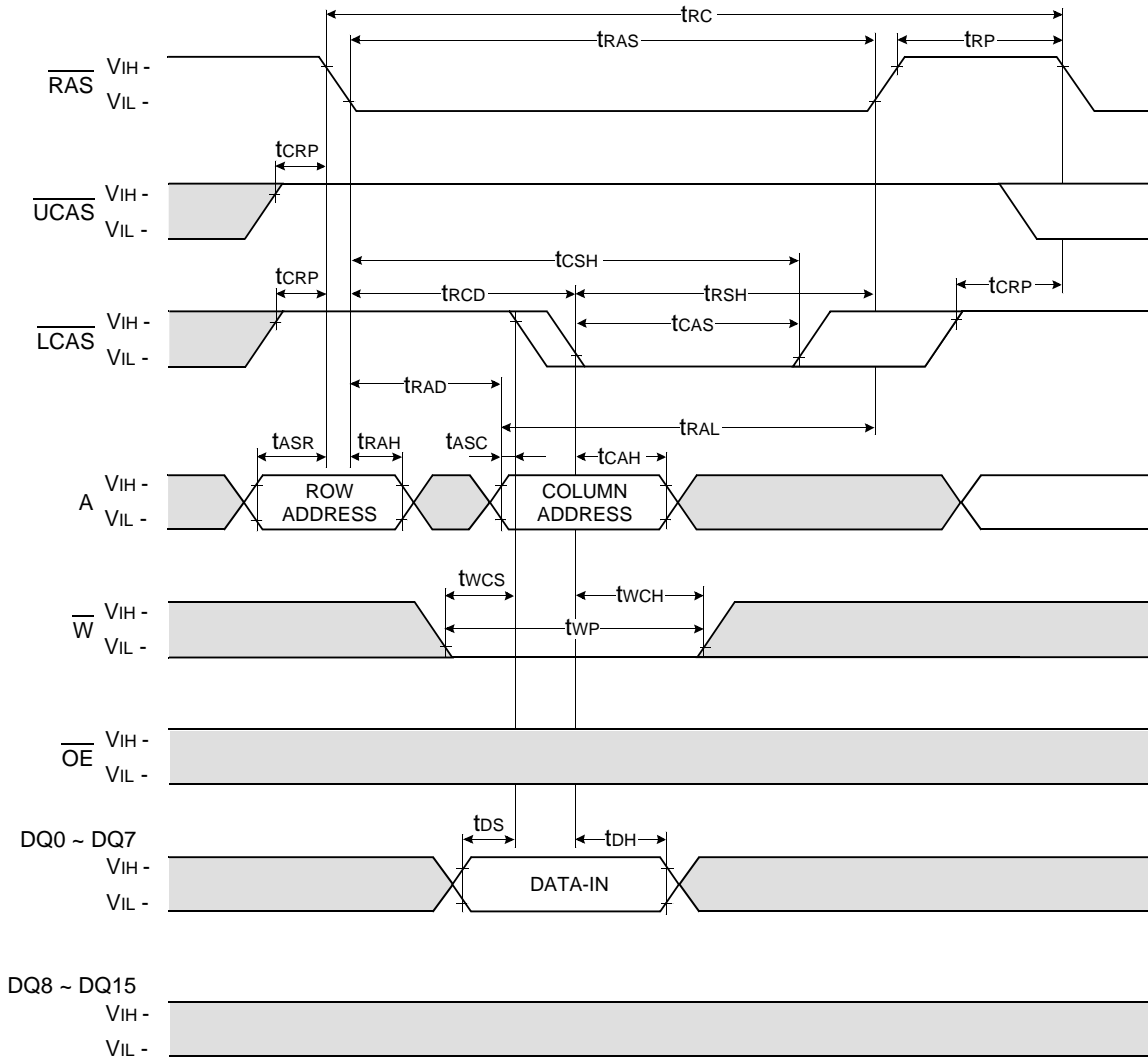 tRC
tRAS
tRP
RAS
VIH -
VIL -
tCRP
UCAS
VIH -
VIL -
tCSH
tCRP
tRCD
tRSH
tCRP
LCAS
VIH -
VIL -
tCAS
tRAD
tRAL
tASR
tRAH
tASC
tCAH
A
VIH -
VIL -
ROW
ADDRESS
COLUMN
ADDRESS
tWCS
tWCH
W
VIH -
VIL -
tWP
OE
VIH -
VIL -
tDS
tDH
DQ0 ~ DQ7
VIH -
VIL -
DATA-IN
DQ8 ~ DQ15
VIH -
VIL -